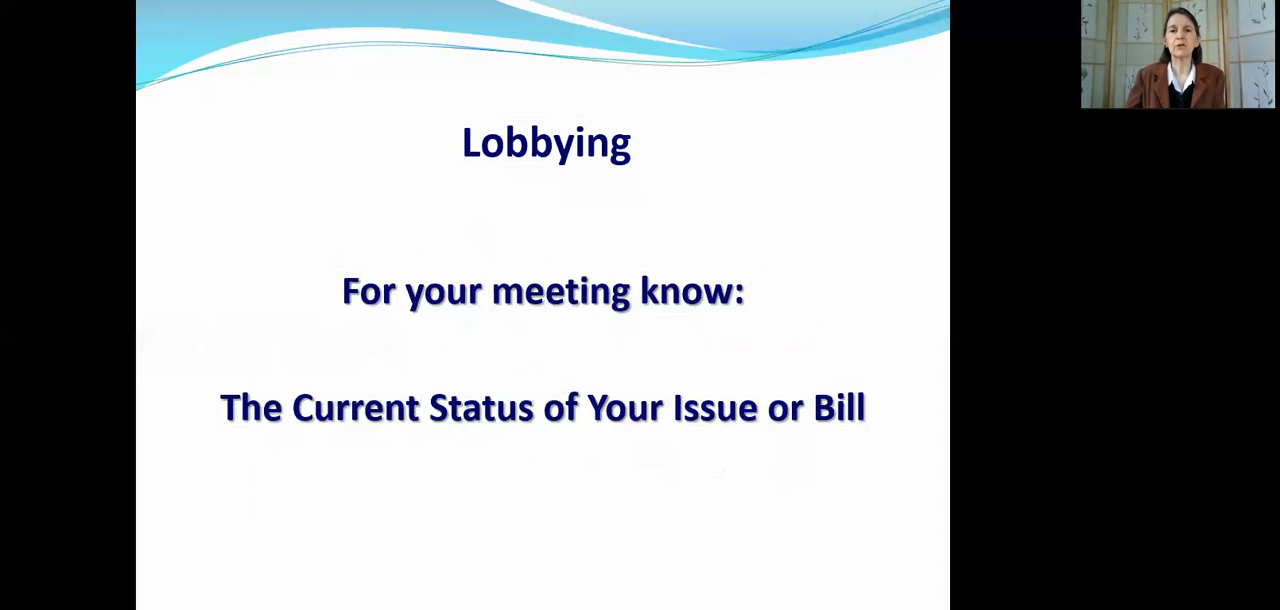 Lobbying
For your meeting know:
The Current Status of Your Issue or Bill